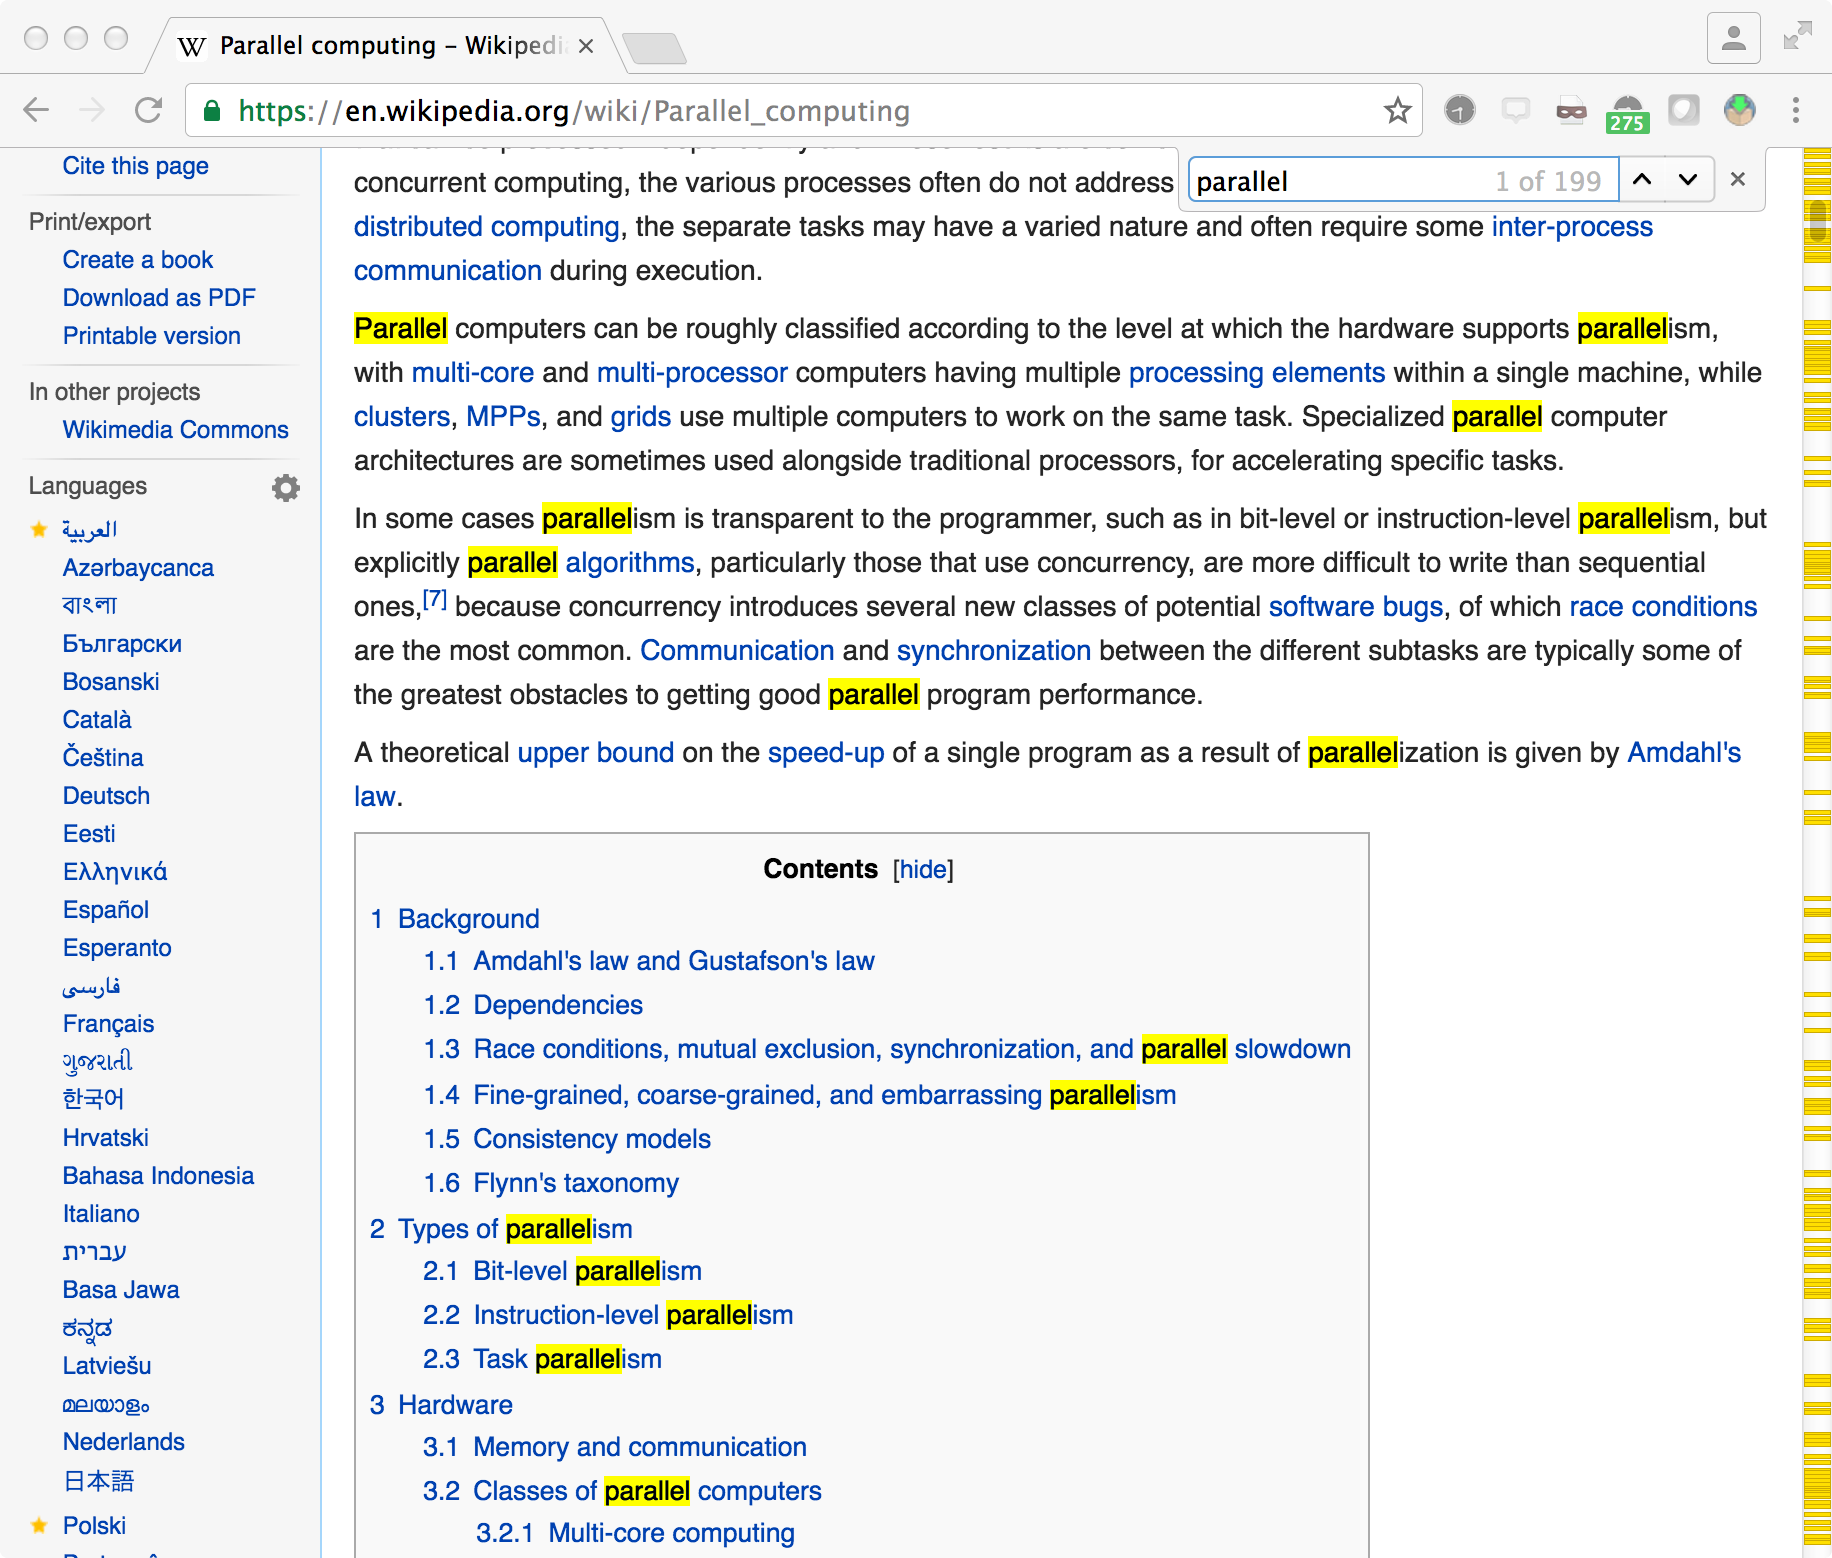 Parallel computing – Wikipedi
https://en.wikipedia.org/wiki/Parallel_computing
275
parallel 1 of 199
Cite this page
Print/export
Create a book
Download as PDF
Printable version
In other projects
Wikimedia Commons
Languages
العربية
Azərbaycanca
বাংলা
Български
Bosanski
Català
Čeština
Deutsch
Eesti
Ελληνικά
Español
Esperanto
فارسی
Français
ગુજરાતી
한국어
Hrvatski
Bahasa Indonesia
Italiano
עברית
Basa Jawa
ಕನ್ನಡ
Latviešu
മലയാളം
Nederlands
日本語
Polski
concurrent computing, the various processes often do not address
distributed computing, the separate tasks may have a varied nature and often require some inter-process
communication during execution.
Parallel computers can be roughly classified according to the level at which the hardware supports parallelism,
with multi-core and multi-processor computers having multiple processing elements within a single machine, while
clusters, MPPs, and grids use multiple computers to work on the same task. Specialized parallel computer
architectures are sometimes used alongside traditional processors, for accelerating specific tasks.
In some cases parallelism is transparent to the programmer, such as in bit-level or instruction-level parallelism, but
explicitly parallel algorithms, particularly those that use concurrency, are more difficult to write than sequential
ones,[7] because concurrency introduces several new classes of potential software bugs, of which race conditions
are the most common. Communication and synchronization between the different subtasks are typically some of
the greatest obstacles to getting good parallel program performance.
A theoretical upper bound on the speed-up of a single program as a result of parallelization is given by Amdahl's
law.
Contents [hide]
1 Background
1.1 Amdahl's law and Gustafson's law
1.2 Dependencies
1.3 Race conditions, mutual exclusion, synchronization, and parallel slowdown
1.4 Fine-grained, coarse-grained, and embarrassing parallelism
1.5 Consistency models
1.6 Flynn's taxonomy
2 Types of parallelism
2.1 Bit-level parallelism
2.2 Instruction-level parallelism
2.3 Task parallelism
3 Hardware
3.1 Memory and communication
3.2 Classes of parallel computers
3.2.1 Multi-core computing